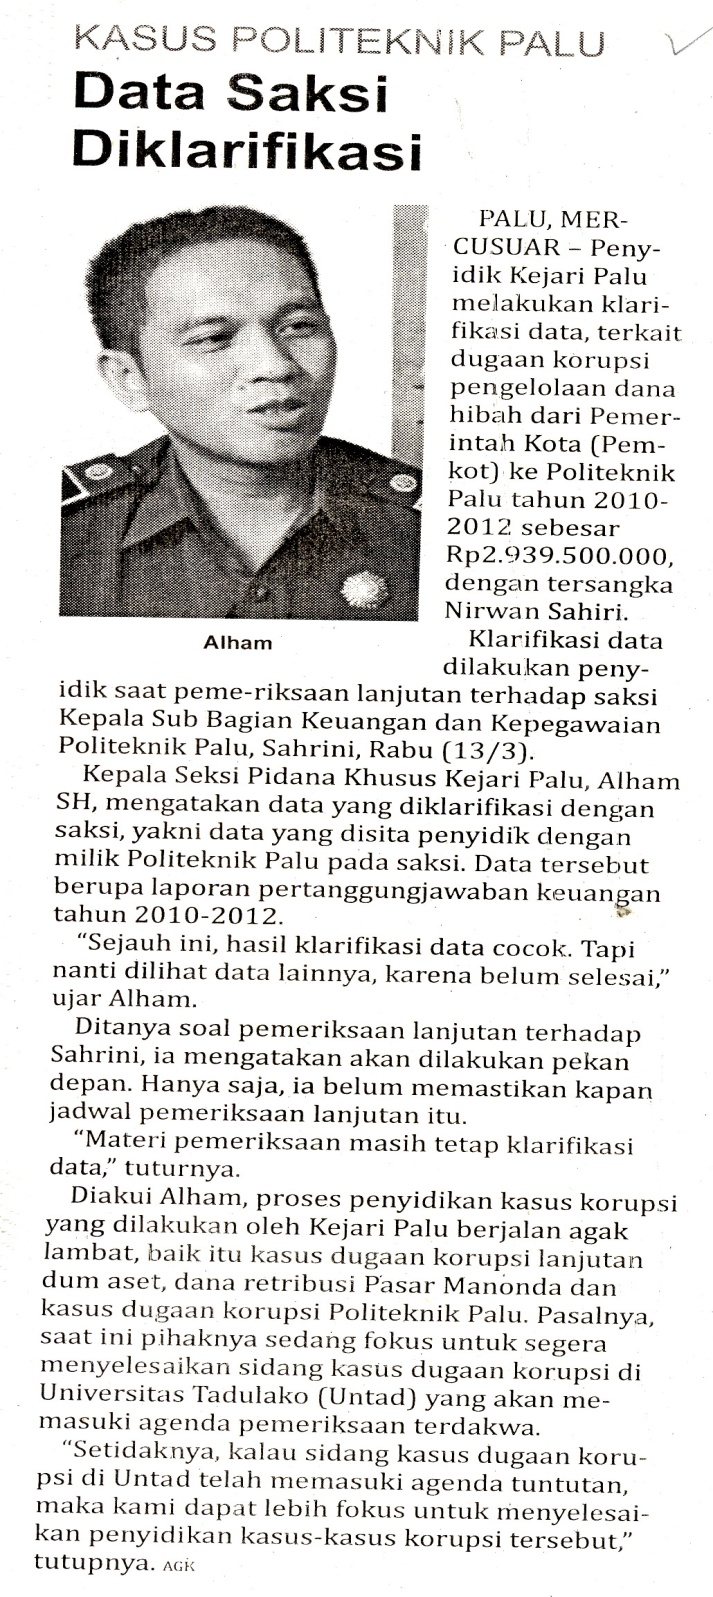 KASUS POLITEKNIK PALU
Data Saksi
Diklarifikasi
PALU, MER-
CUSUAR – Peny-
idik Kejari Palu
melakukan klari-
fikasi data, terkait
dugaan korupsi
pengelolaan dana
hibah dari Pemer-
intah Kota (Pem-
kot) ke Politeknik
Palu tahun 2010-
2012 sebesar
Rp2.939.500.000,
dengan tersangka
Nirwan Sahiri.
Alham
Klarifikasi data
dilakukan peny-
idik saat peme-riksaan lanjutan terhadap saksi
Kepala Sub Bagian Keuangan dan Kepegawaian
Politeknik Palu, Sahrini, Rabu (13/3).
Kepala Seksi Pidana Khusus Kejari Palu, Alham
SH, mengatakan data yang diklarifikasi dengan
saksi, yakni data yang disita penyidik dengan
milik Politeknik Palu pada saksi. Data tersebut
berupa laporan pertanggungjawaban keuangan
tahun 2010-2012.
“Sejauh ini, hasil klarifikasi data cocok. Tapi
nanti dilihat data lainnya, karena belum selesai,”
ujar Alham.
Ditanya soal pemeriksaan lanjutan terhadap
Sahrini, ia mengatakan akan dilakukan pekan
depan. Hanya saja, ia belum memastikan kapan
jadwal pemeriksaan lanjutan itu.
“Materi pemeriksaan masih tetap klarifikasi
data,” tuturnya.
Diakui Alham, proses penyidikan kasus korupsi
yang dilakukan oleh Kejari Palu berjalan agak
lambat, baik itu kasus dugaan korupsi lanjutan
dum aset, dana retribusi Pasar Manonda dan
kasus dugaan korupsi Politeknik Palu. Pasalnya,
saat ini pihaknya sedang fokus untuk segera
menyelesaikan sidang kasus dugaan korupsi di
Universitas Tadulako (Untad) yang akan me-
masuki agenda pemeriksaan terdakwa.
“Setidaknya, kalau sidang kasus dugaan koru-
psi di Untad telah memasuki agenda tuntutan,
maka kami dapat lebih fokus untuk menyelesai-
kan penyidikan kasus-kasus korupsi tersebut,”
tutupnya. AGK